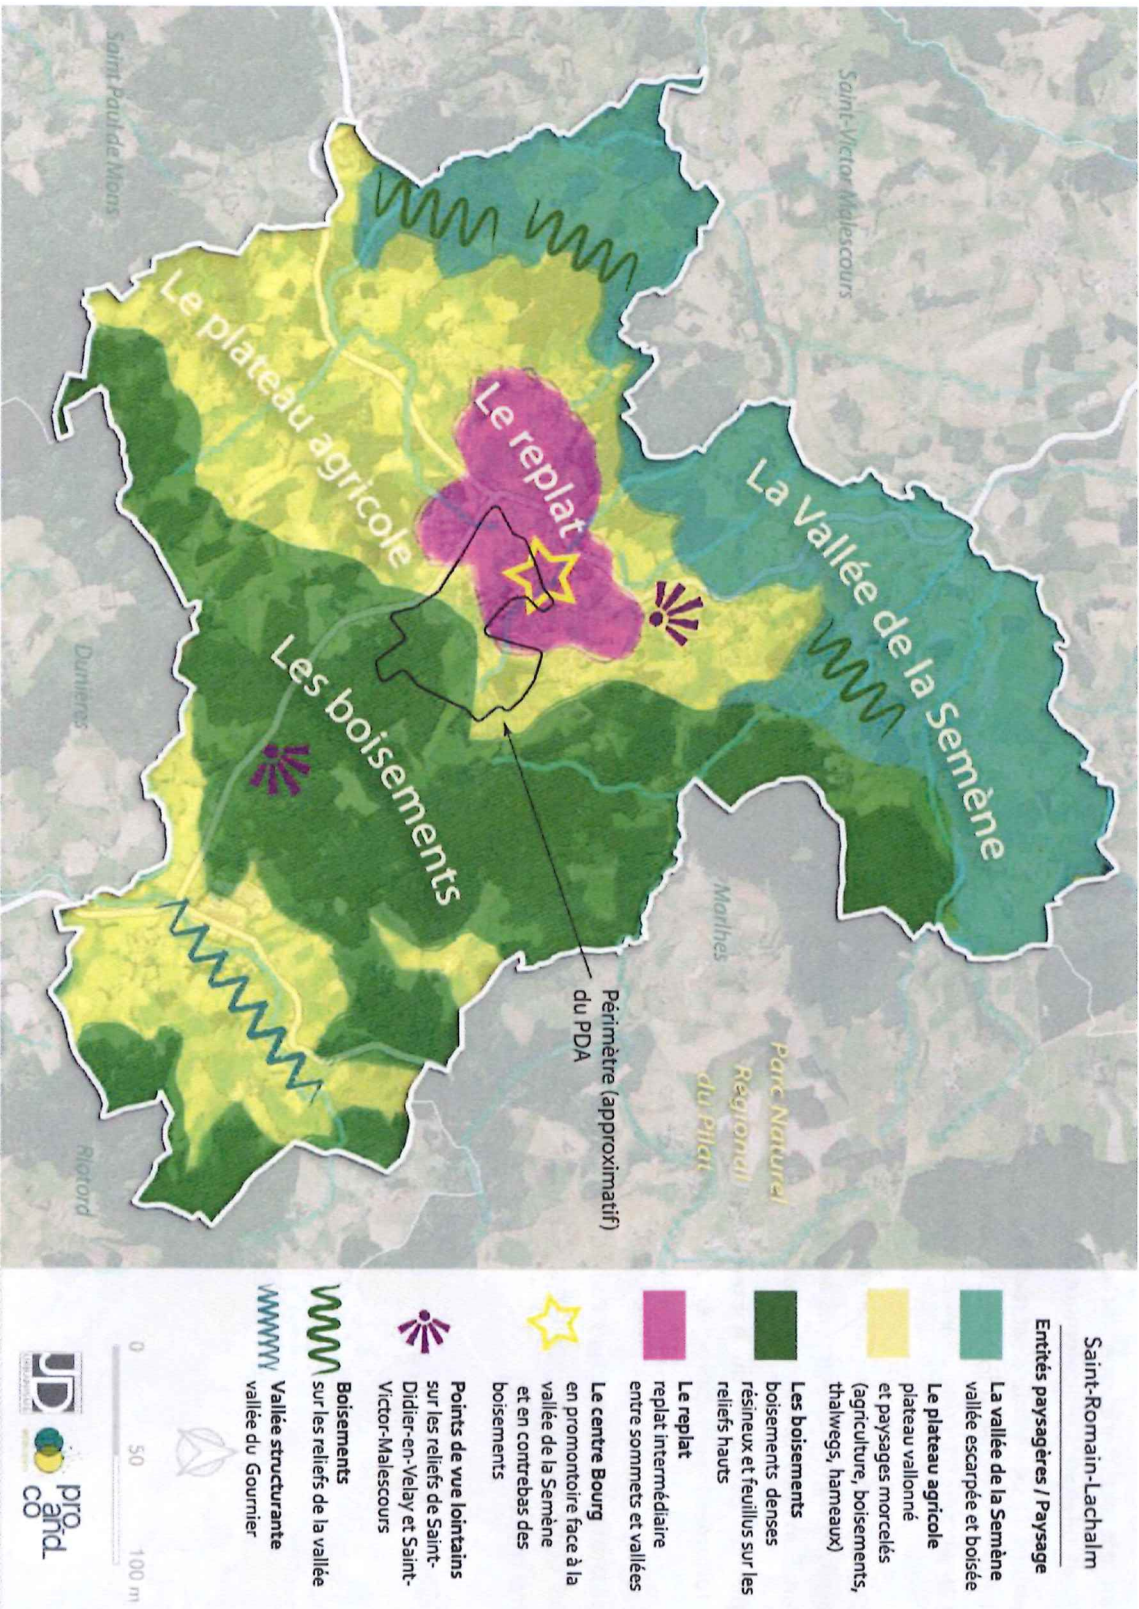 Saint-Romain-Lachalm
Entités paysagères / Paysage
La vallée de la Semène
vallée escarpée et boisée
Le plateau agricole
plateau vallonné
et paysages morcelés
(agriculture, boisements,
thalwegs, hameaux)
Les boisements
boisements denses
résineux et feuillus sur les
reliefs hauts
Le replat
replat intermédiaire
entre sommets et vallées
Le centre Bourg
en promontoire face à la
vallée de la Semène
et en contrebas des
boisements
Points de vue lointains
sur les reliefs de Saint-
Didier-en-Velay et Saint-
Victor-Malescours
Boisements
sur les reliefs de la vallée
Vallée structurante
vallée du Gournier
0 50 100 m
JD
pro
and
co
Saint-Victor-Malescours
La Vallée de la Semène
Marlhes
Parc Naturel
Régional
du Pilat
Le replat
Périmètre (approximatif)
du PDA
Le plateau agricole
Les boisements
Saint Paul de Mons
Dunières
Riotord